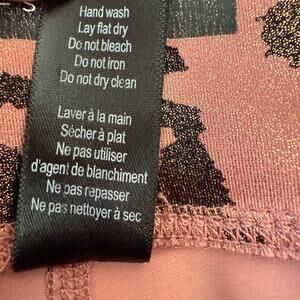 Hand wash
Lay flat dry
Do not bleach
Do not iron
Do not dry clean
Laver à la main
Sècher à plat
Ne pas utiliser
d'agent de blanchiment
Ne pas repasser
Ne pas nettoyer à sec